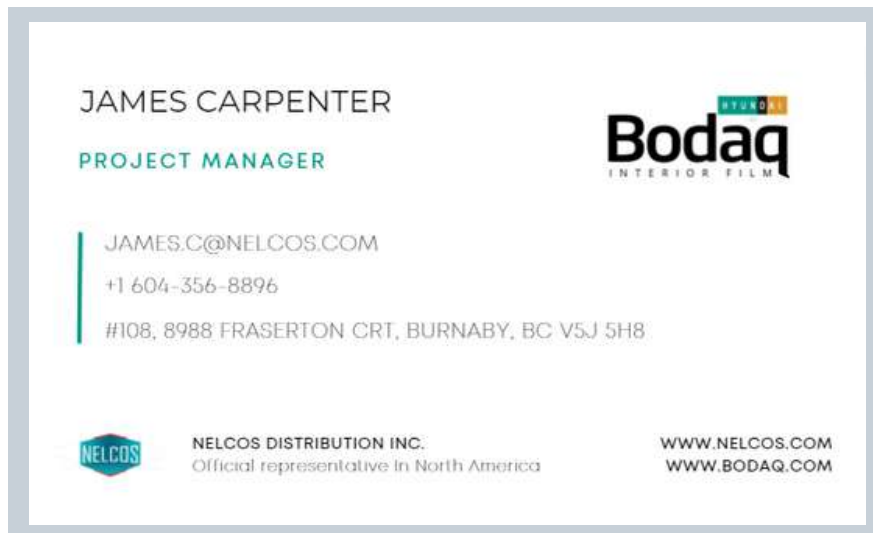 JAMES CARPENTER
PROJECT MANAGER
HYUNDAI
Bodaq
INTERIOR FILM
JAMES.C@NELCOS.COM
+1 604-356-8896
#108, 8988 FRASERTON CRT, BURNABY, BC V5J 5H8
NELCOS
NELCOS DISTRIBUTION INC.
Official representative in North America
WWW.NELCOS.COM
WWW.BODAQ.COM